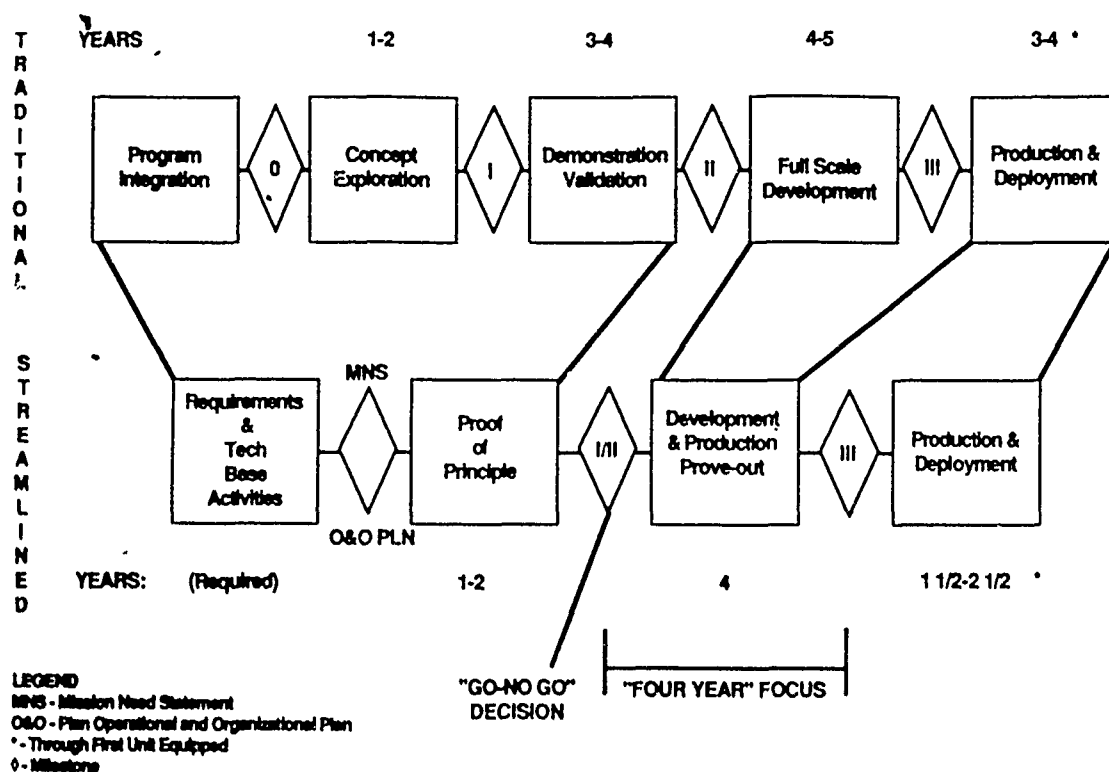 TRADITIONAL
YEARS 1-2 3-4 4-5 3-4 *
Program
Integration
0
Concept
Exploration
I
Demonstration
Validation
II
Full Scale
Development
III
Production &
Deployment
STREAMLINED
Requirements
&
Tech
Base
Activities
MNS
O&O PLN
Proof
of
Principle
I/II
Development
& Production
Prove-out
III
Production &
Deployment
YEARS: (Required) 1-2 4 1 1/2-2 1/2 *
"GO-NO GO"
DECISION
"FOUR YEAR" FOCUS
LEGEND
MNS - Mission Need Statement
O&O - Plan Operational and Organizational Plan
* - Through First Unit Equipped
◊ - Milestone